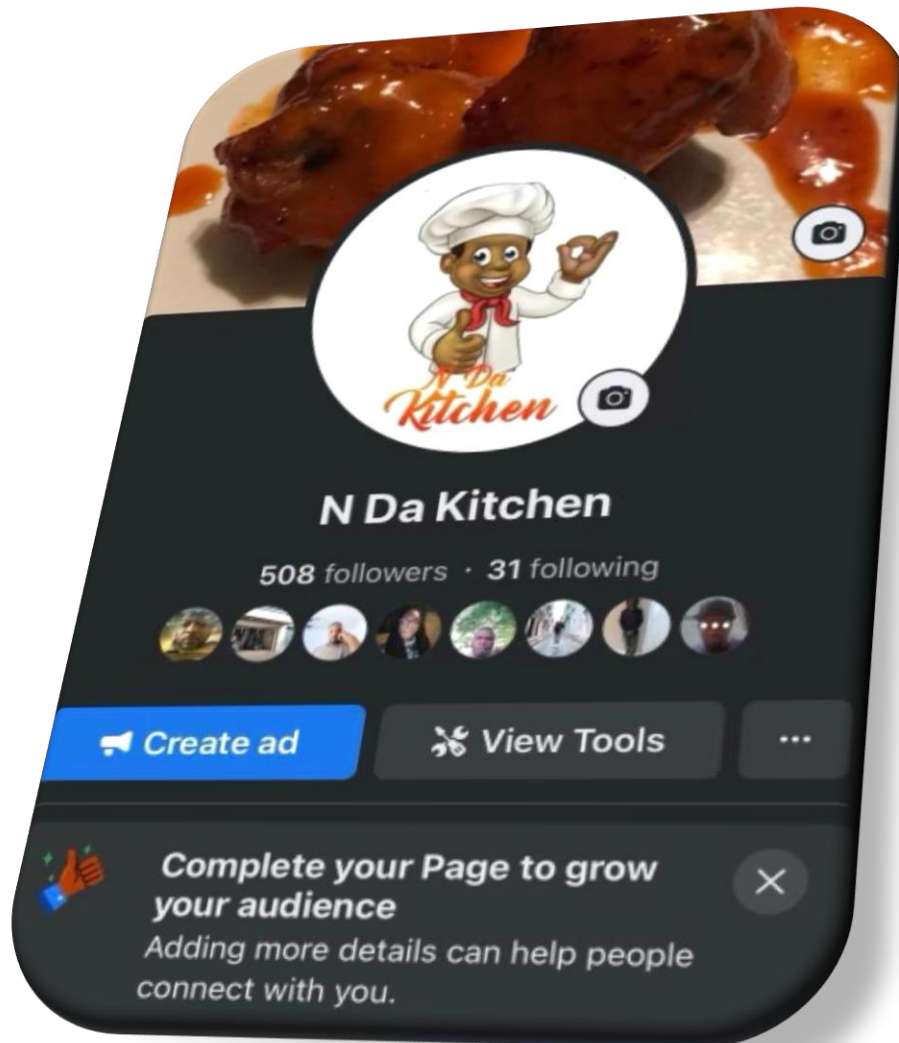 N Da
Kitchen
N Da Kitchen
508 followers · 31 following
Create ad
View Tools
Complete your Page to grow
your audience
Adding more details can help people
connect with you.